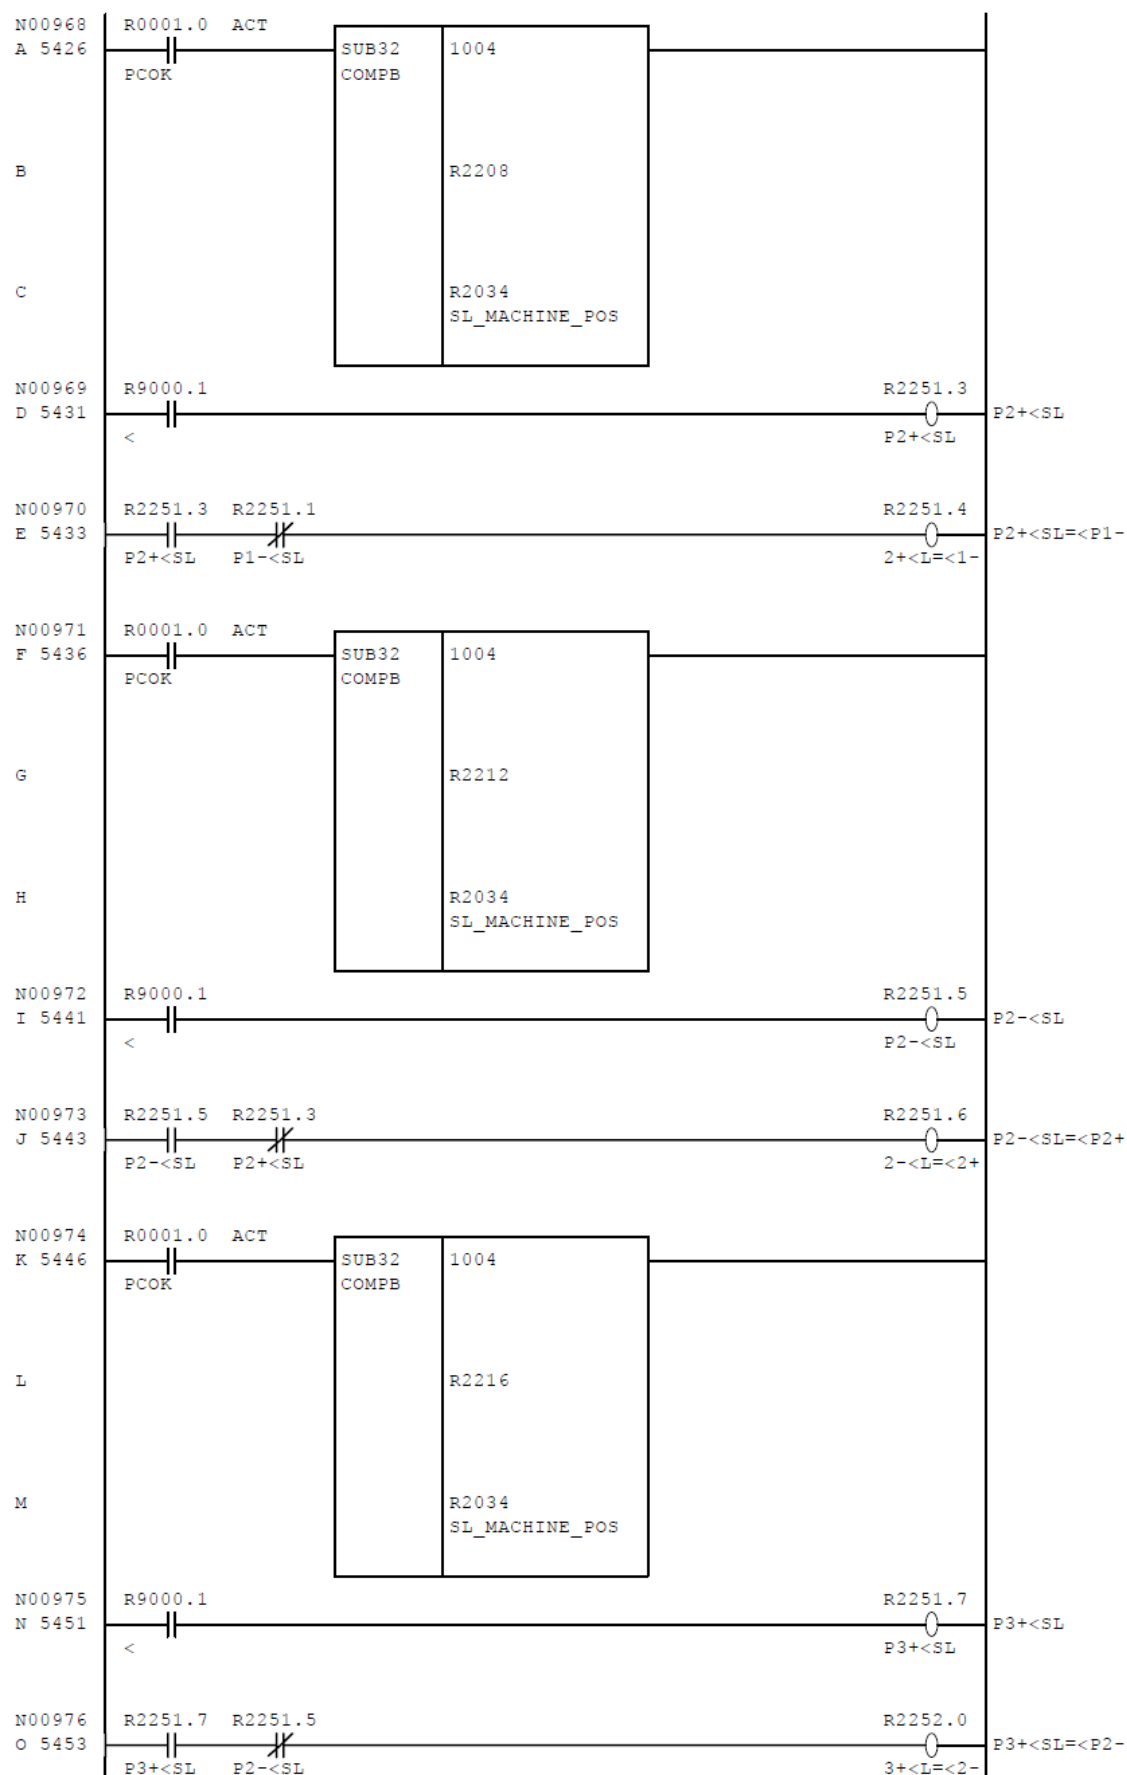 N00968 R0001.0 ACT
A 5426 SUB32 1004
PCOK COMPB
B R2208
C R2034
SL_MACHINE_POS
N00969 R9000.1 R2251.3
D 5431 P2+<SL
< P2+<SL
N00970 R2251.3 R2251.1 R2251.4
E 5433 P2+<SL=<P1-
P2+<SL P1-<SL 2+<L=<1-
N00971 R0001.0 ACT
F 5436 SUB32 1004
PCOK COMPB
G R2212
H R2034
SL_MACHINE_POS
N00972 R9000.1 R2251.5
I 5441 P2-<SL
< P2-<SL
N00973 R2251.5 R2251.3 R2251.6
J 5443 P2-<SL=<P2+
P2-<SL P2+<SL 2-<L=<2+
N00974 R0001.0 ACT
K 5446 SUB32 1004
PCOK COMPB
L R2216
M R2034
SL_MACHINE_POS
N00975 R9000.1 R2251.7
N 5451 P3+<SL
< P3+<SL
N00976 R2251.7 R2251.5 R2252.0
O 5453 P3+<SL=<P2-
P3+<SL P2-<SL 3+<L=<2-